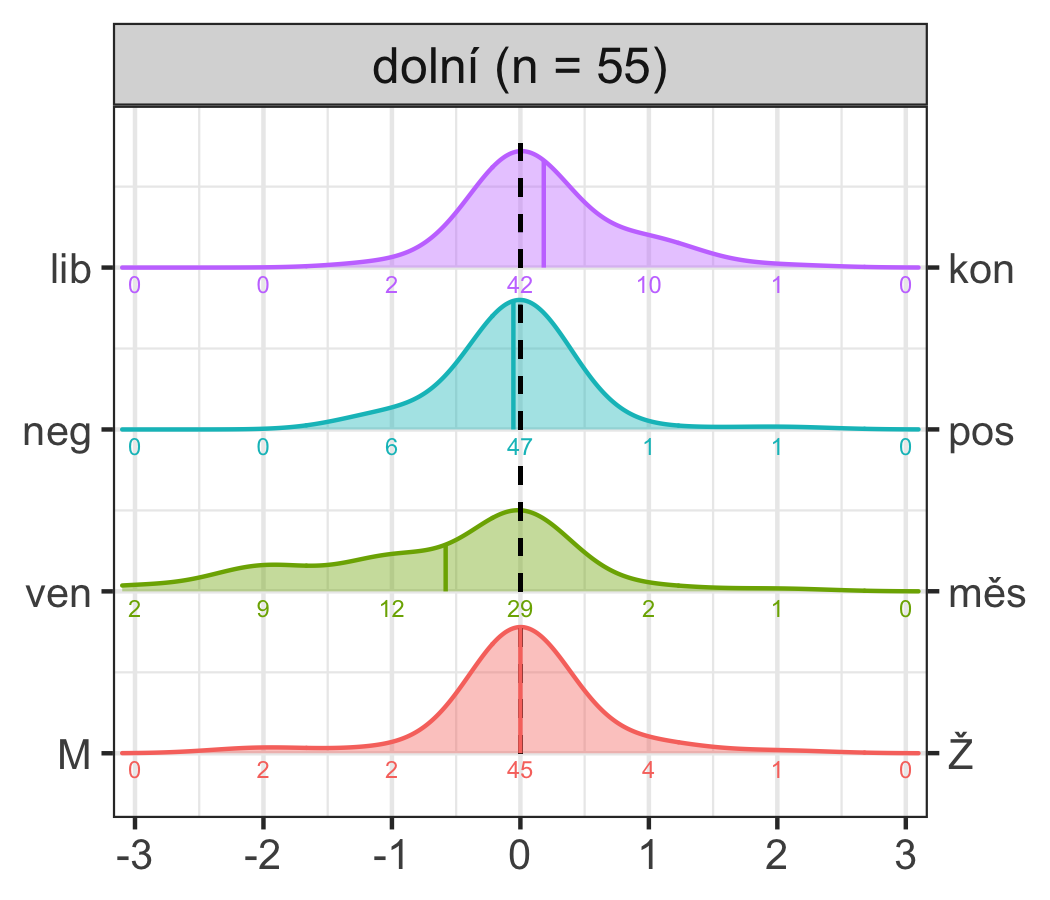 dolní (n = 55)
lib kon
0 0 2 42 10 1 0
neg pos
0 0 6 47 1 1 0
ven měs
2 9 12 29 2 1 0
M Ž
0 2 2 45 4 1 0
-3 -2 -1 0 1 2 3